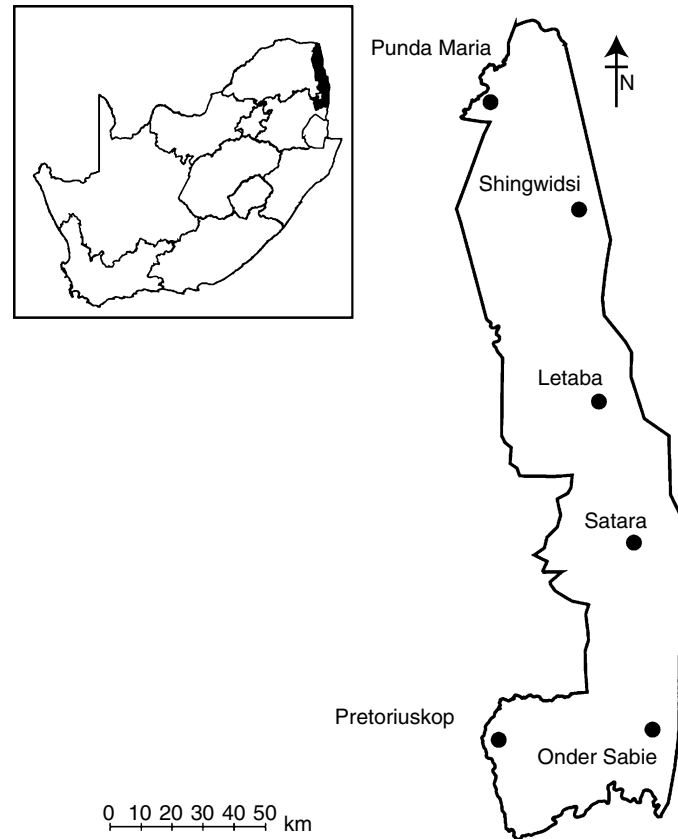 Punda Maria
N
Shingwidsi
Letaba
Satara
Pretoriuskop
Onder Sabie
0 10 20 30 40 50 km